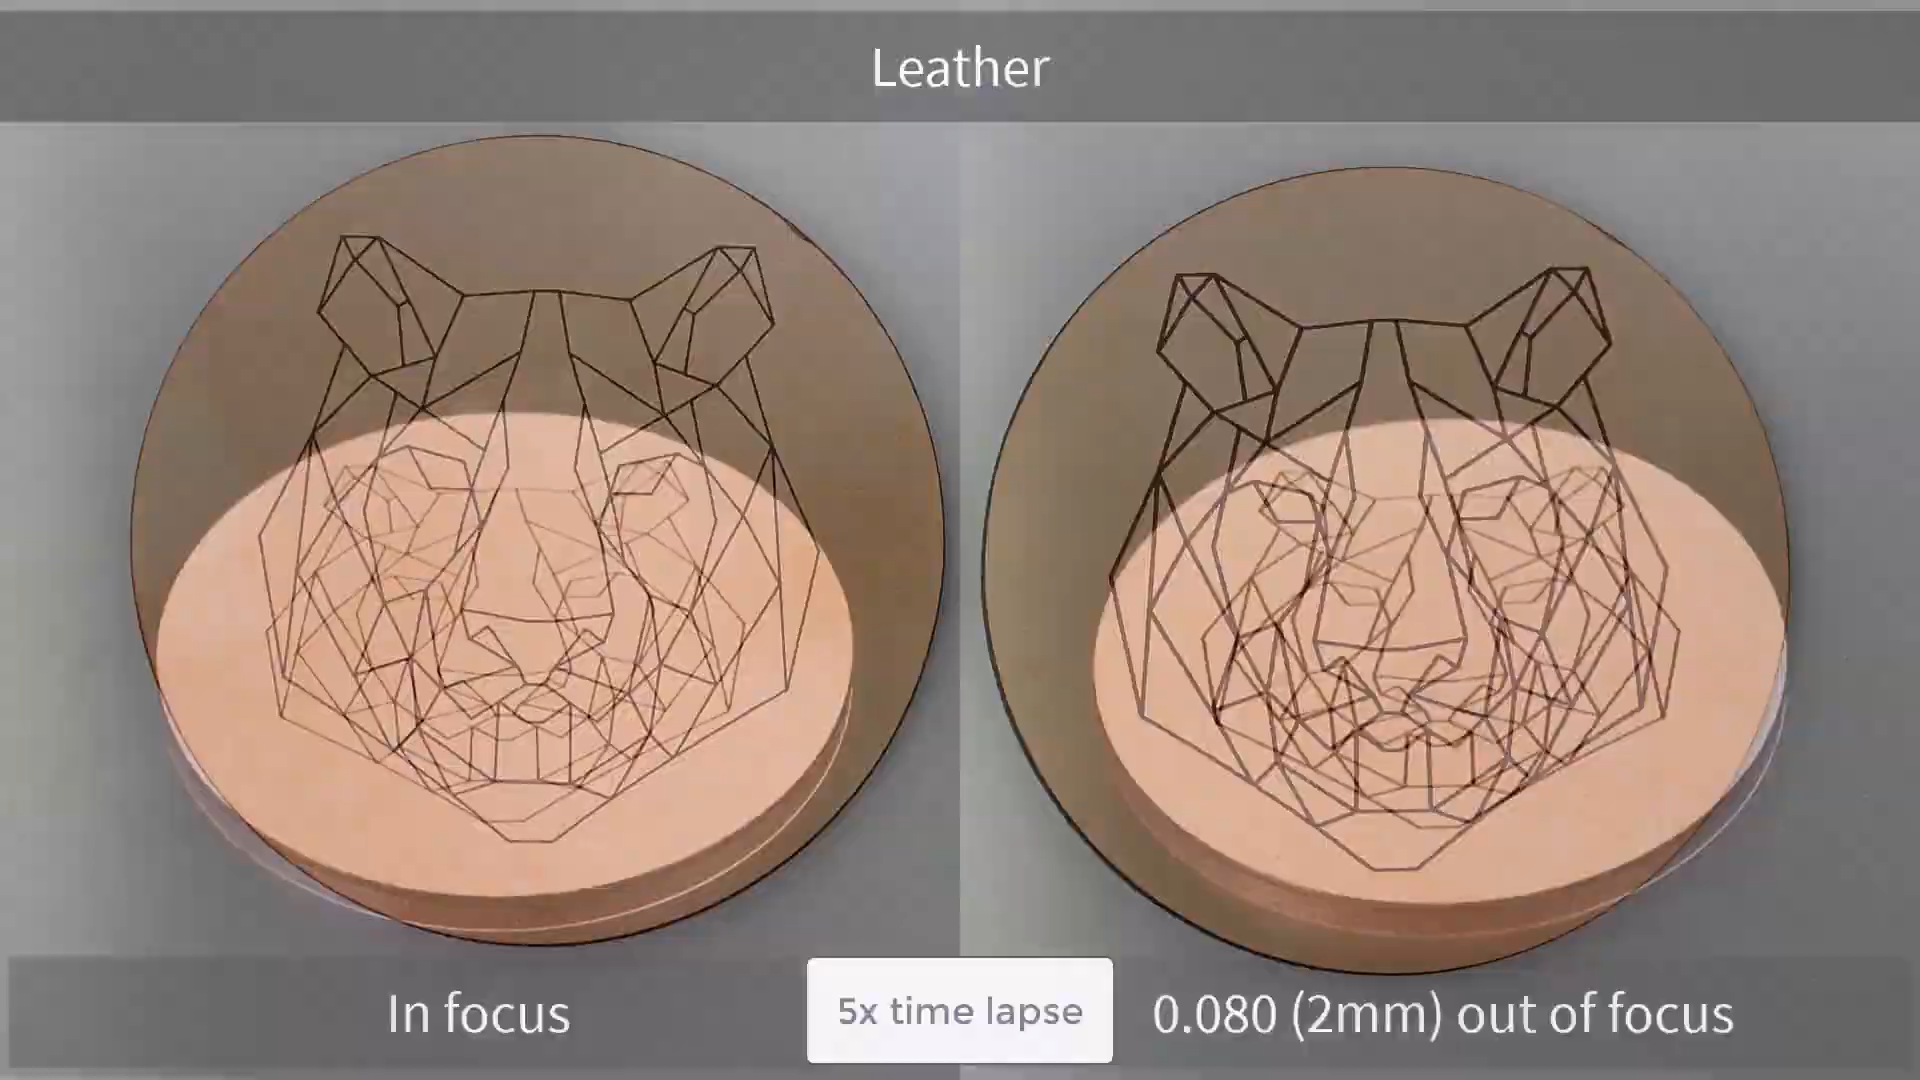 Leather
In focus
5x time lapse
0.080 (2mm) out of focus